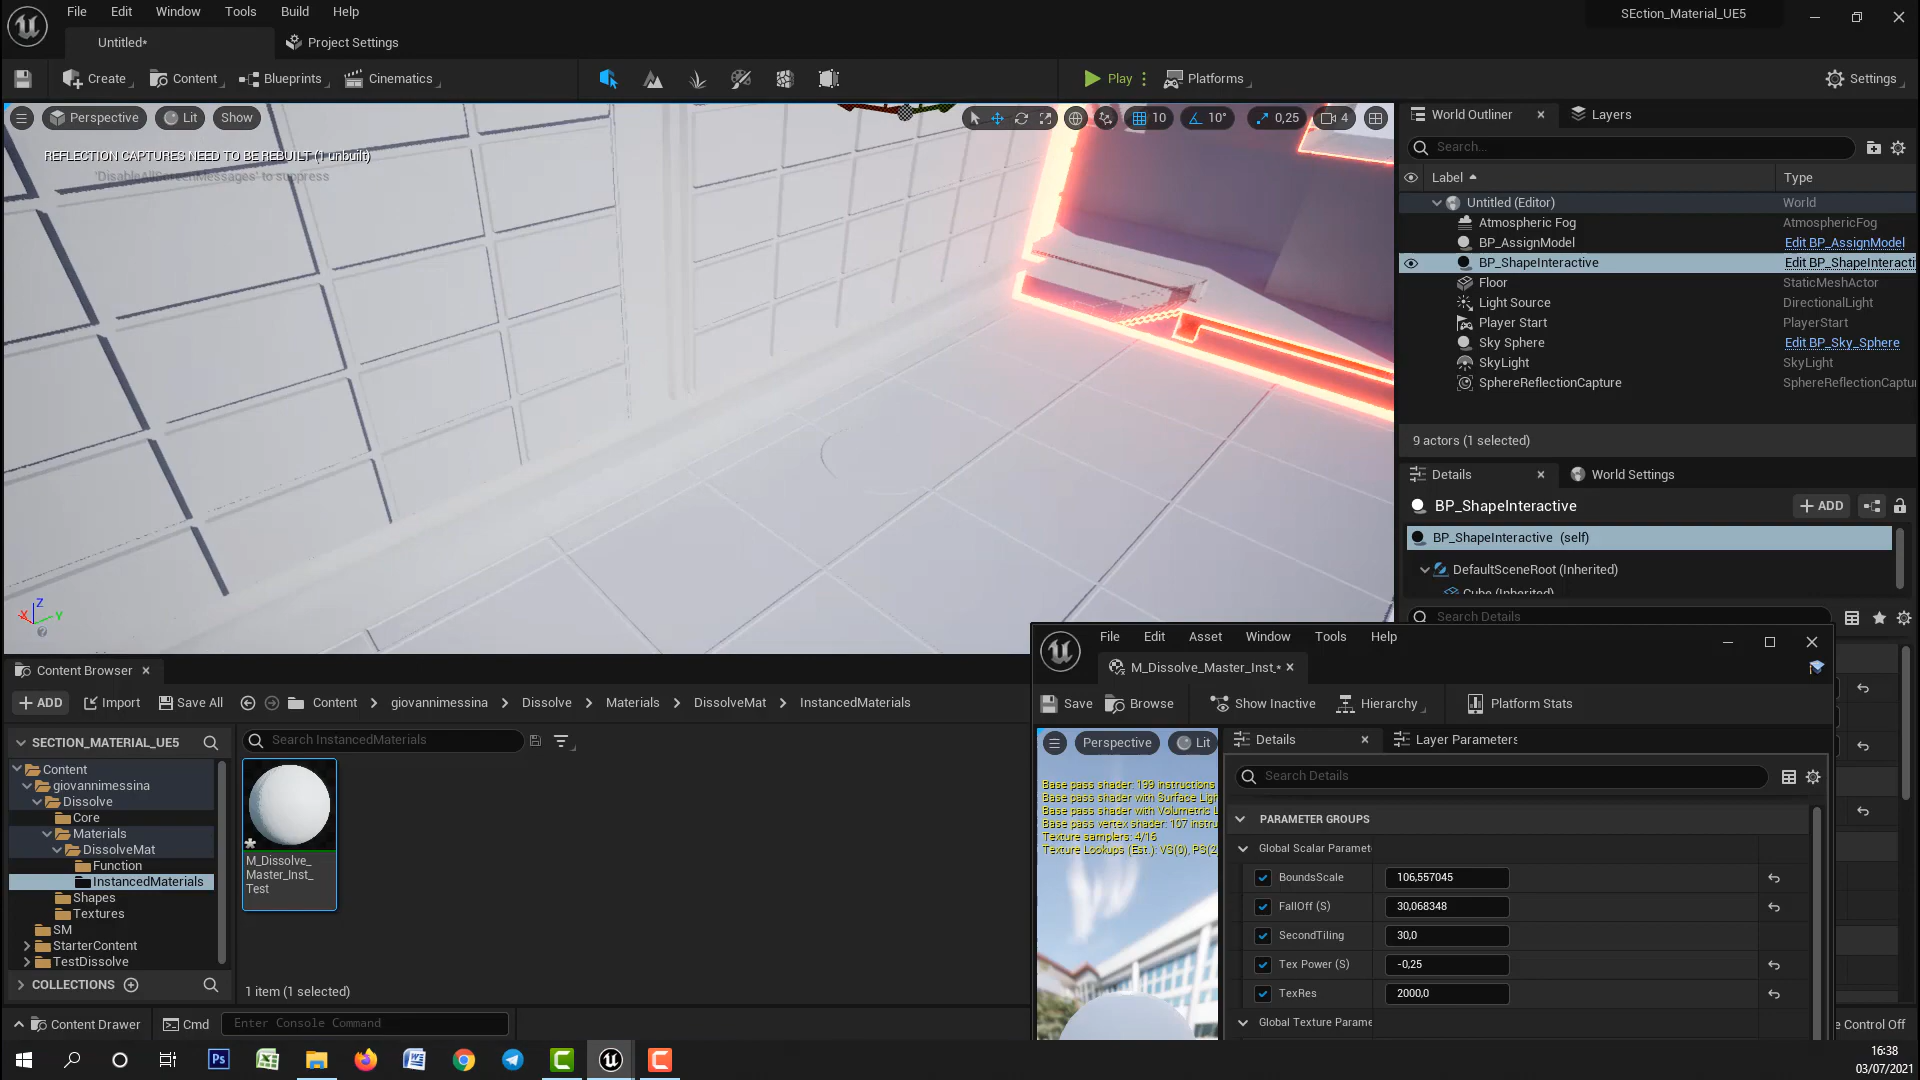 File Edit Window Tools Build Help
SEction_Material_UE5
Untitled*
Project Settings
Create
Content
Blueprints
Cinematics
Play
Platforms
Settings
Perspective
Lit
Show
10
10°
0,25
4
REFLECTION CAPTURES NEED TO BE REBUILT (1 unbuilt)
'DisableAllScreenMessages' to suppress
X
Z
Y
World Outliner
Layers
Search...
Label
Type
Untitled (Editor) World
Atmospheric Fog AtmosphericFog
BP_AssignModel Edit BP_AssignModel
BP_ShapeInteractive Edit BP_ShapeInteracti
Floor StaticMeshActor
Light Source DirectionalLight
Player Start PlayerStart
Sky Sphere Edit BP_Sky_Sphere
SkyLight SkyLight
SphereReflectionCapture SphereReflectionCaptu
9 actors (1 selected)
Details
World Settings
BP_ShapeInteractive
ADD
BP_ShapeInteractive (self)
DefaultSceneRoot (Inherited)
Cube (Inherited)
Search Details
Content Browser
ADD
Import
Save All
Content
giovannimessina
Dissolve
Materials
DissolveMat
InstancedMaterials
SECTION_MATERIAL_UE5
Content
giovannimessina
Dissolve
Core
Materials
DissolveMat
Function
InstancedMaterials
Shapes
Textures
SM
StarterContent
TestDissolve
COLLECTIONS
Search InstancedMaterials
M_Dissolve_
Master_Inst_
Test
1 item (1 selected)
Content Drawer
Cmd
Enter Console Command
e Control Off
File Edit Asset Window Tools Help
M_Dissolve_Master_Inst_*
Save
Browse
Show Inactive
Hierarchy
Platform Stats
Perspective
Lit
Base pass shader: 199 instructions
Base pass shader with Surface Ligh
Base pass shader with Volumetric L
Base pass vertex shader: 107 instru
Texture samplers: 4/16
Texture Lookups (Est.): VS(0), PS(2
Details
Layer Parameters
Search Details
PARAMETER GROUPS
Global Scalar Paramet
BoundsScale 106,557045
FallOff (S) 30,068348
SecondTiling 30,0
Tex Power (S) -0,25
TexRes 2000,0
Global Texture Parame
Ps
16:38
03/07/2021